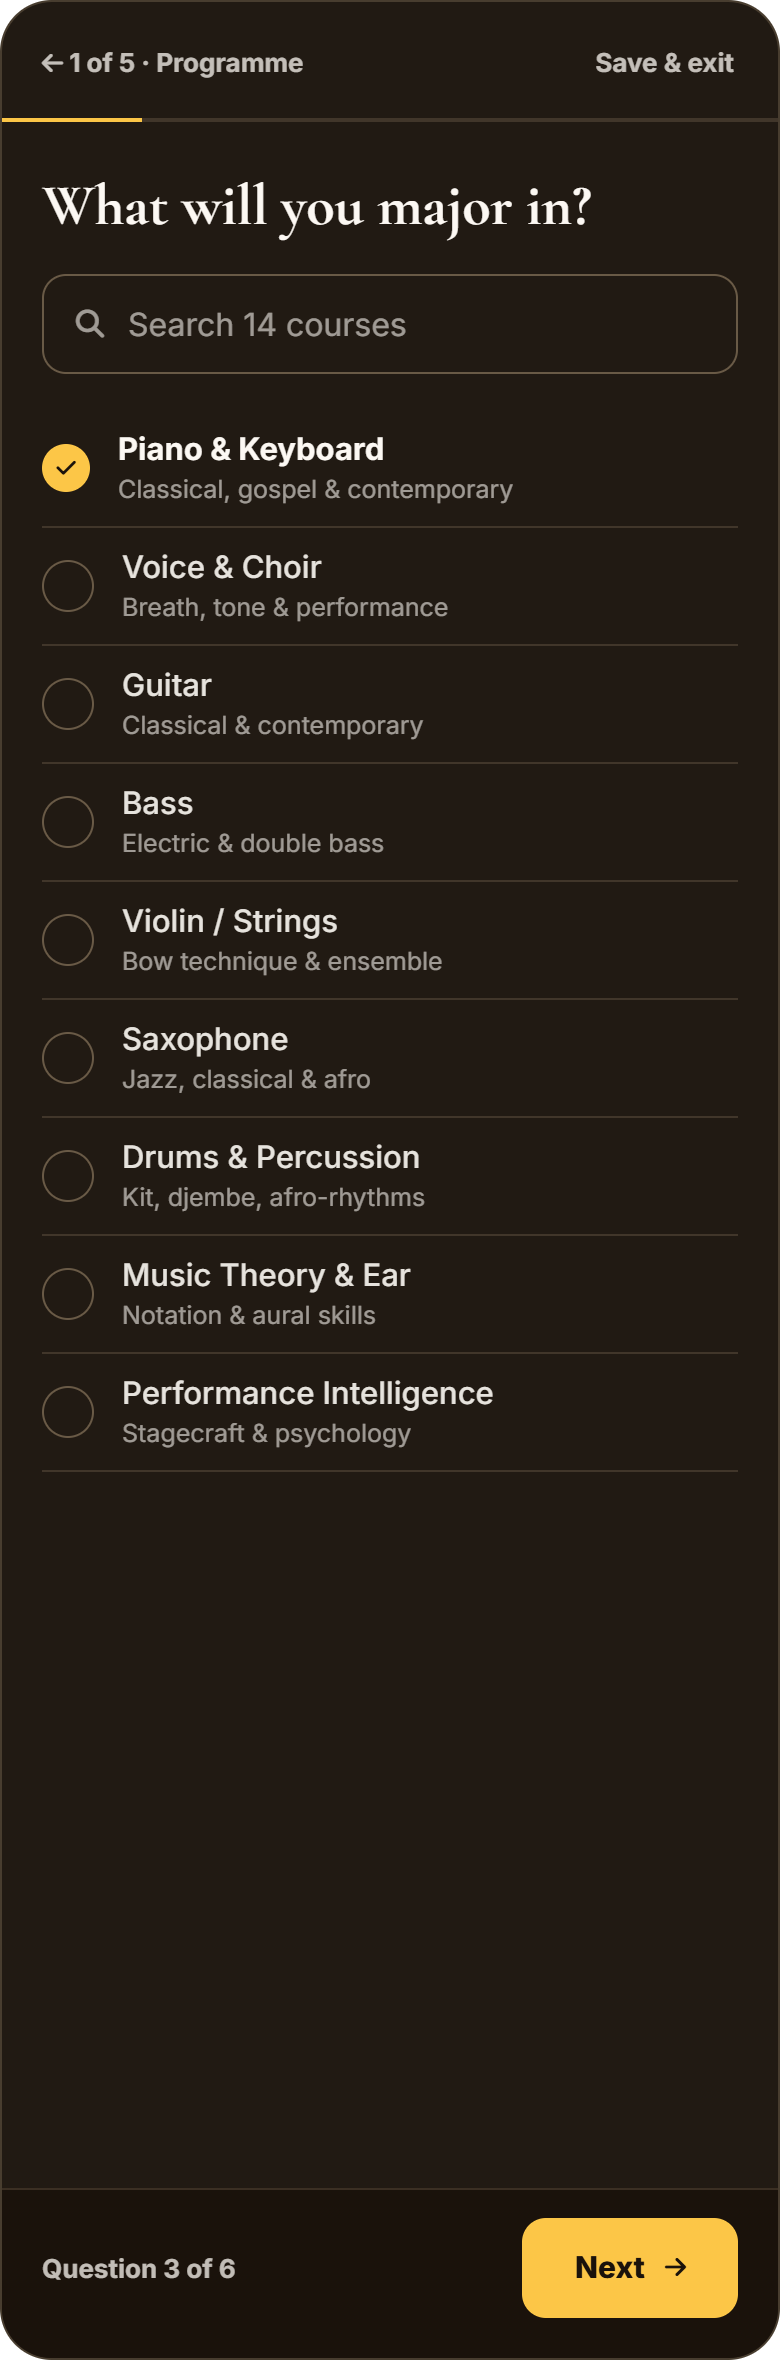 ← 1 of 5 · Programme
Save & exit
What will you major in?
Search 14 courses
Piano & Keyboard
Classical, gospel & contemporary
Voice & Choir
Breath, tone & performance
Guitar
Classical & contemporary
Bass
Electric & double bass
Violin / Strings
Bow technique & ensemble
Saxophone
Jazz, classical & afro
Drums & Percussion
Kit, djembe, afro-rhythms
Music Theory & Ear
Notation & aural skills
Performance Intelligence
Stagecraft & psychology
Question 3 of 6
Next →